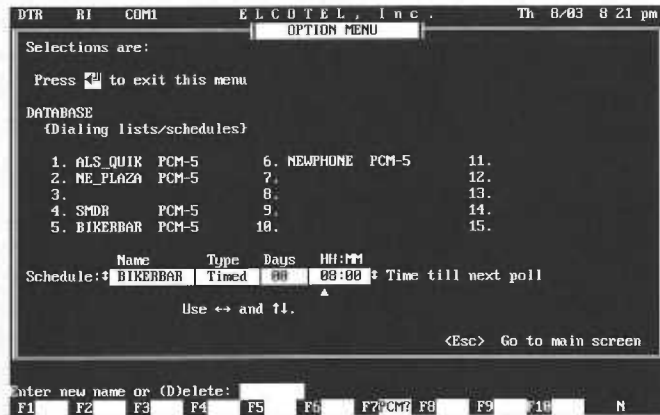 DTR RI COM1 E L C O T E L , I n c . Th 8/03 8 21 pm
OPTION MENU
Selections are:
Press to exit this menu
DATABASE
{Dialing lists/schedules}
1. ALS_QUIK PCM-5 6. NEWPHONE PCM-5 11.
2. NE_PLAZA PCM-5 7. 12.
3. 8. 13.
4. SMDR PCM-5 9. 14.
5. BIKERBAR PCM-5 10. 15.
Name Type Days HH:MM
Schedule:↕ BIKERBAR Timed 00 08:00 ↕ Time till next poll
Use ↔ and ↑↓.
<Esc> Go to main screen
Enter new name or (D)elete:
F1 F2 F3 F4 F5 F6 F7PCM? F8 F9 F10 N